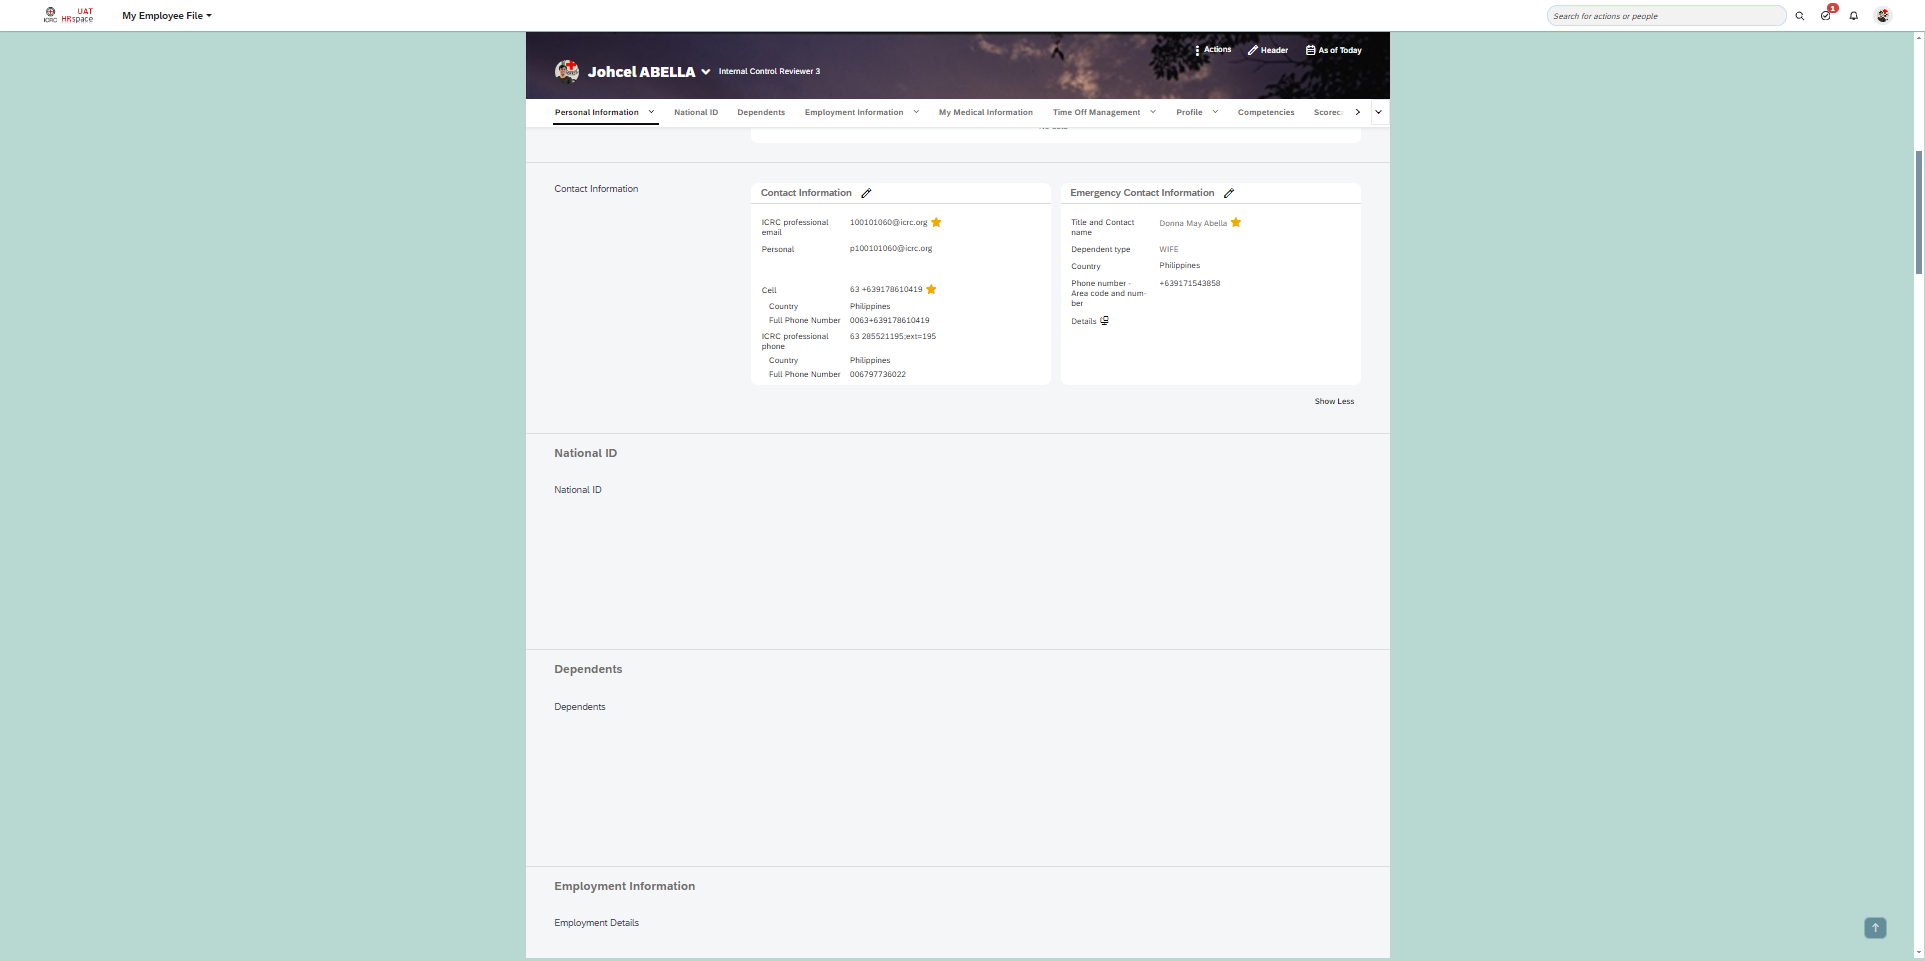 ICRC
UAT
HRspace
My Employee File
Search for actions or people
1
Actions
Header
As of Today
Johcel ABELLA
Internal Control Reviewer 3
Personal Information
National ID
Dependents
Employment Information
My Medical Information
Time Off Management
Profile
Competencies
Scorec
Contact Information
Contact Information
ICRC professional
email
100101060@icrc.org
Personal
p100101060@icrc.org
Cell
63 +639178610419
Country
Philippines
Full Phone Number
0063+639178610419
ICRC professional
phone
63 285521195;ext=195
Country
Philippines
Full Phone Number
006797736022
Emergency Contact Information
Title and Contact
name
Donna May Abella
Dependent type
WIFE
Country
Philippines
Phone number -
Area code and num-
ber
+639171543858
Details
Show Less
National ID
National ID
Dependents
Dependents
Employment Information
Employment Details